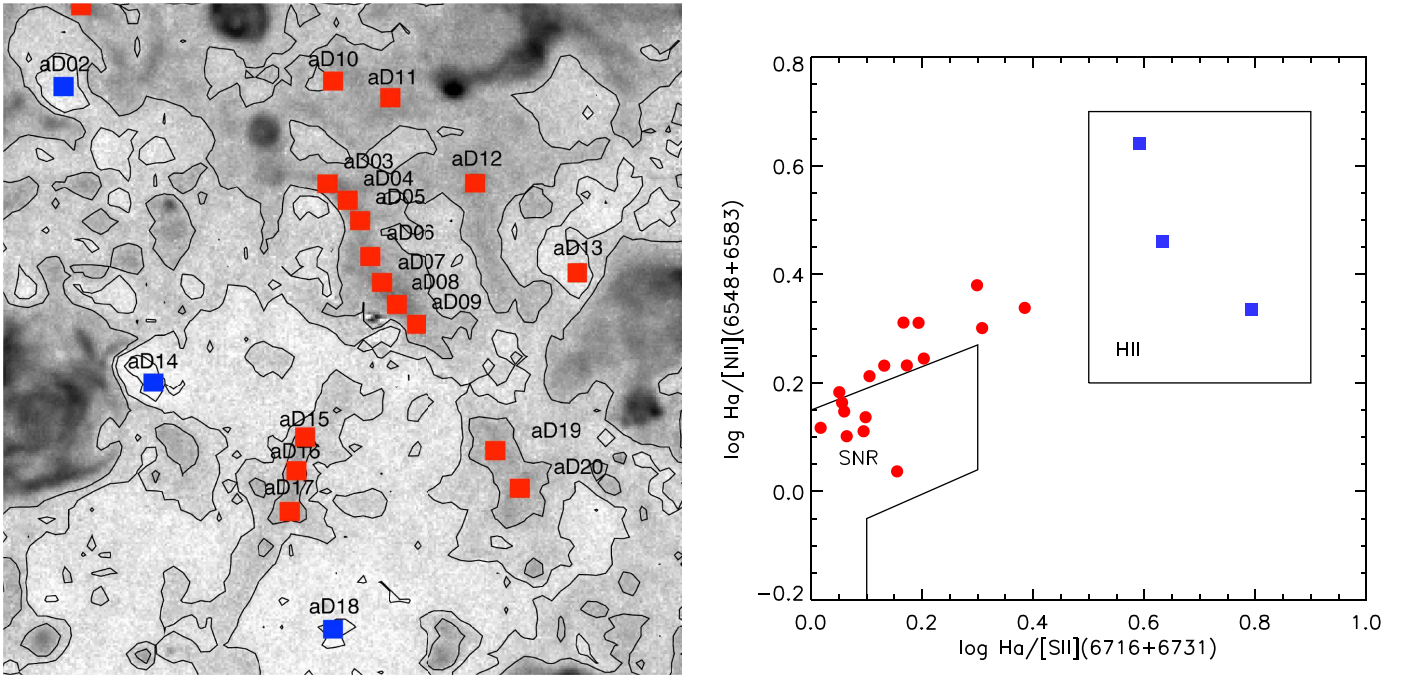 aD02
aD10
aD11
aD03
aD12
aD04
aD05
aD06
aD13
aD07
aD08
aD09
aD14
aD15
aD19
aD16
aD20
aD17
aD18
0.8
0.6
0.4
0.2
0.0
−0.2
log Hα/[NII](6548+6583)
HII
SNR
0.0 0.2 0.4 0.6 0.8 1.0
log Hα/[SII](6716+6731)